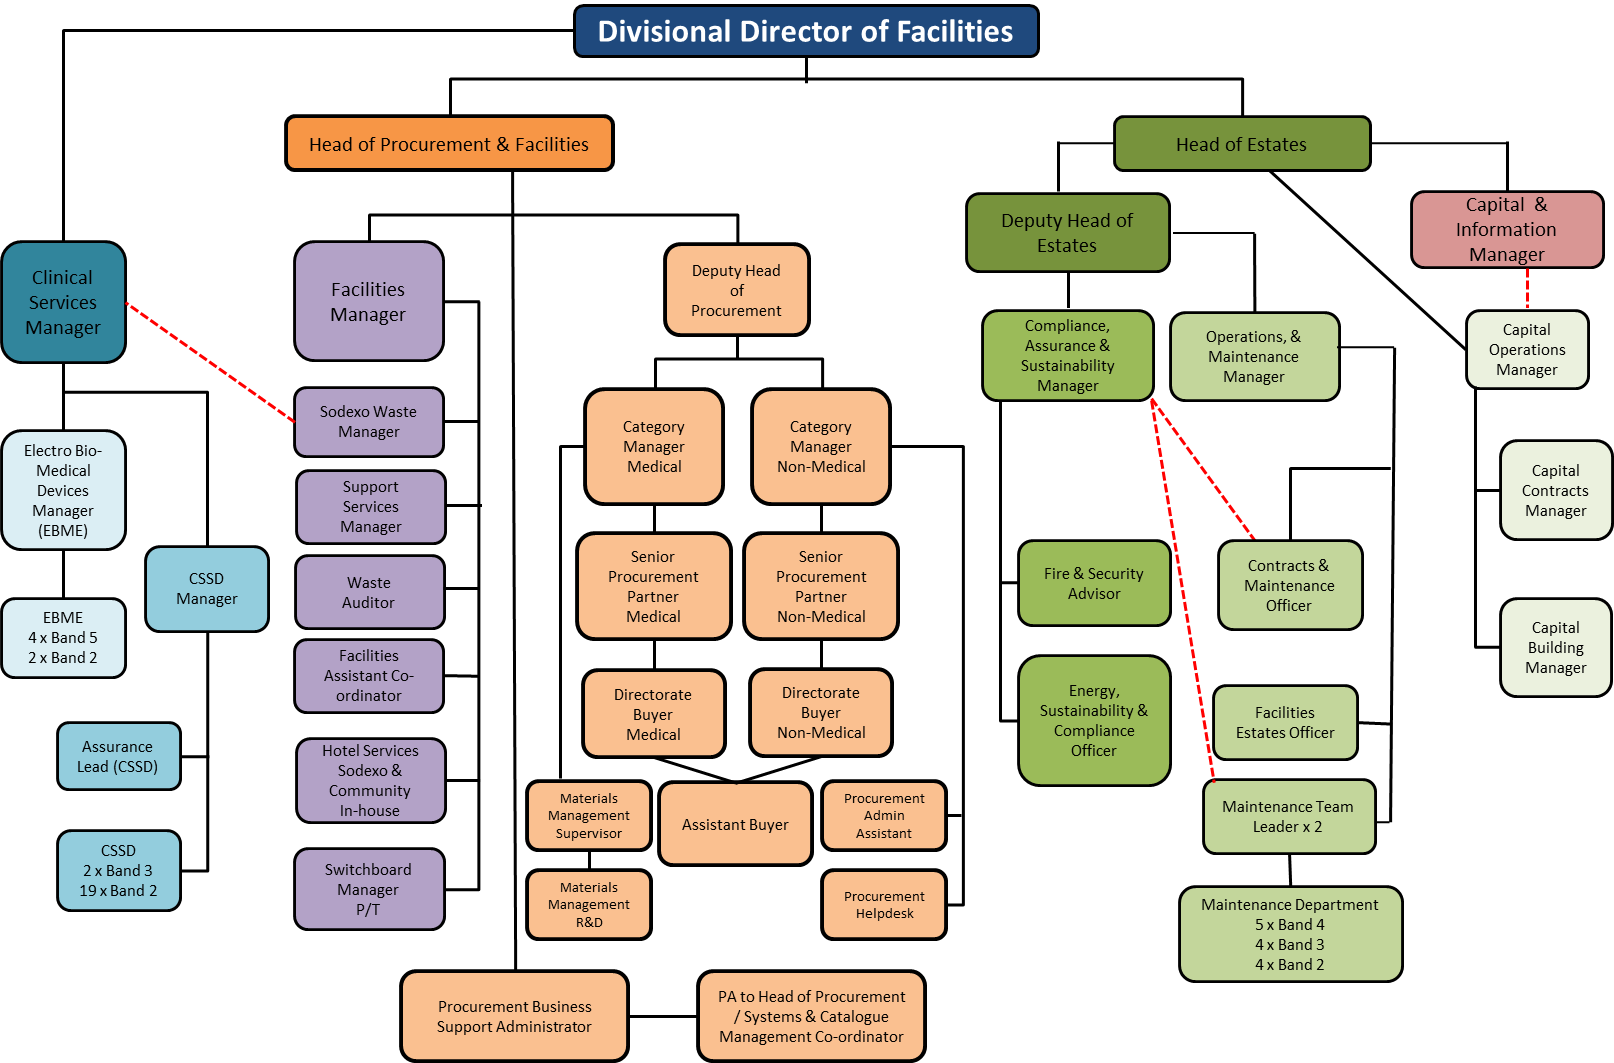 Divisional Director of Facilities
Head of Procurement & Facilities
Head of Estates
Clinical
Services
Manager
Electro Bio-
Medical
Devices
Manager
(EBME)
EBME
4 x Band 5
2 x Band 2
CSSD
Manager
Assurance
Lead (CSSD)
CSSD
2 x Band 3
19 x Band 2
Facilities
Manager
Sodexo Waste
Manager
Support
Services
Manager
Waste
Auditor
Facilities
Assistant Co-
ordinator
Hotel Services
Sodexo &
Community
In-house
Switchboard
Manager
P/T
Deputy Head
of
Procurement
Category
Manager
Medical
Category
Manager
Non-Medical
Senior
Procurement
Partner
Medical
Senior
Procurement
Partner
Non-Medical
Directorate
Buyer
Medical
Directorate
Buyer
Non-Medical
Materials
Management
Supervisor
Assistant Buyer
Procurement
Admin
Assistant
Materials
Management
R&D
Procurement
Helpdesk
Procurement Business
Support Administrator
PA to Head of Procurement
/ Systems & Catalogue
Management Co-ordinator
Deputy Head of
Estates
Capital &
Information
Manager
Compliance,
Assurance &
Sustainability
Manager
Operations, &
Maintenance
Manager
Capital
Operations
Manager
Fire & Security
Advisor
Energy,
Sustainability &
Compliance
Officer
Contracts &
Maintenance
Officer
Facilities
Estates Officer
Maintenance Team
Leader x 2
Maintenance Department
5 x Band 4
4 x Band 3
4 x Band 2
Capital
Contracts
Manager
Capital
Building
Manager